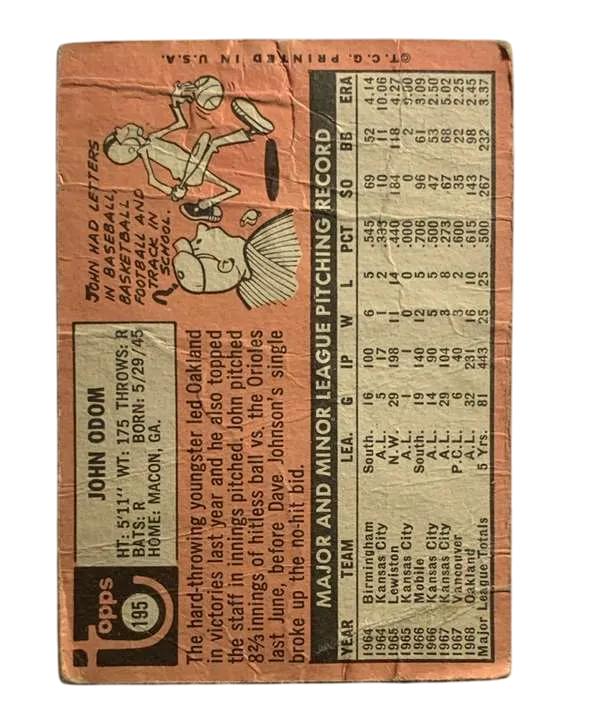 topps
195
JOHN ODOM
HT: 5'11" WT: 175 THROWS: R
BATS: R BORN: 5/29/45
HOME: MACON, GA.
JOHN HAD LETTERS
IN BASEBALL,
BASKETBALL
FOOTBALL AND
TRACK IN
SCHOOL.
The hard-throwing youngster led Oakland
in victories last year and he also topped
the staff in innings pitched. John pitched
8⅔ innings of hitless ball vs. the Orioles
last June, before Dave Johnson's single
broke up the no-hit bid.
MAJOR AND MINOR LEAGUE PITCHING RECORD
YEAR TEAM LEA. G IP W L PCT SO BB ERA
1964 Birmingham South. 16 100 6 5 .545 69 52 4.14
1964 Kansas City A.L. 5 17 1 2 .333 10 11 10.06
1965 Lewiston N.W. 29 198 11 14 .440 184 118 4.27
1965 Kansas City A.L. 1 1 0 0 .000 0 2 9.00
1966 Mobile South. 19 140 12 5 .706 96 61 3.09
1966 Kansas City A.L. 14 90 5 5 .500 47 53 2.50
1967 Kansas City A.L. 29 104 3 8 .273 67 68 5.02
1967 Vancouver P.C.L. 6 40 3 2 .600 35 22 2.25
1968 Oakland A.L. 32 231 16 10 .615 143 98 2.45
Major League Totals 5 Yrs. 81 443 25 25 .500 267 232 3.37
©T.C.G. PRINTED IN U.S.A.